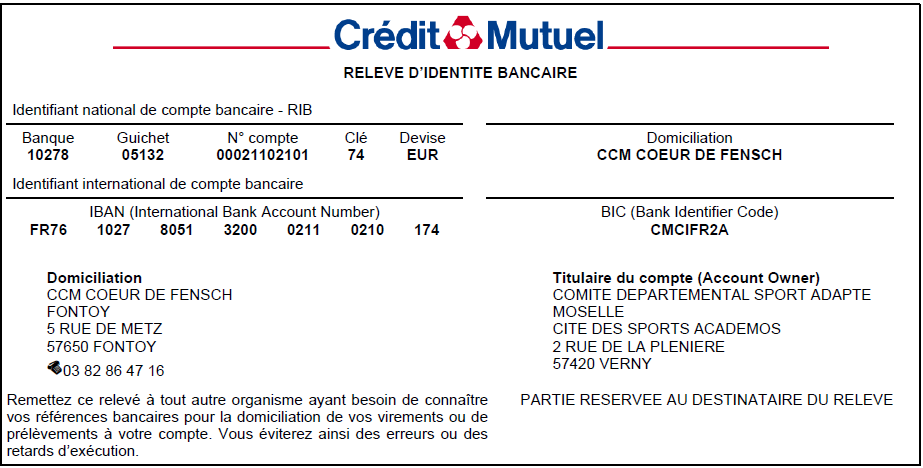 Crédit Mutuel
RELEVE D'IDENTITE BANCAIRE
Identifiant national de compte bancaire - RIB
Banque Guichet N° compte Clé Devise
10278 05132 00021102101 74 EUR
Domiciliation
CCM COEUR DE FENSCH
Identifiant international de compte bancaire
IBAN (International Bank Account Number)
FR76 1027 8051 3200 0211 0210 174
BIC (Bank Identifier Code)
CMCIFR2A
Domiciliation
CCM COEUR DE FENSCH
FONTOY
5 RUE DE METZ
57650 FONTOY
03 82 86 47 16
Titulaire du compte (Account Owner)
COMITE DEPARTEMENTAL SPORT ADAPTE
MOSELLE
CITE DES SPORTS ACADEMOS
2 RUE DE LA PLENIERE
57420 VERNY
Remettez ce relevé à tout autre organisme ayant besoin de connaître
vos références bancaires pour la domiciliation de vos virements ou de
prélèvements à votre compte. Vous éviterez ainsi des erreurs ou des
retards d'exécution.
PARTIE RESERVEE AU DESTINATAIRE DU RELEVE